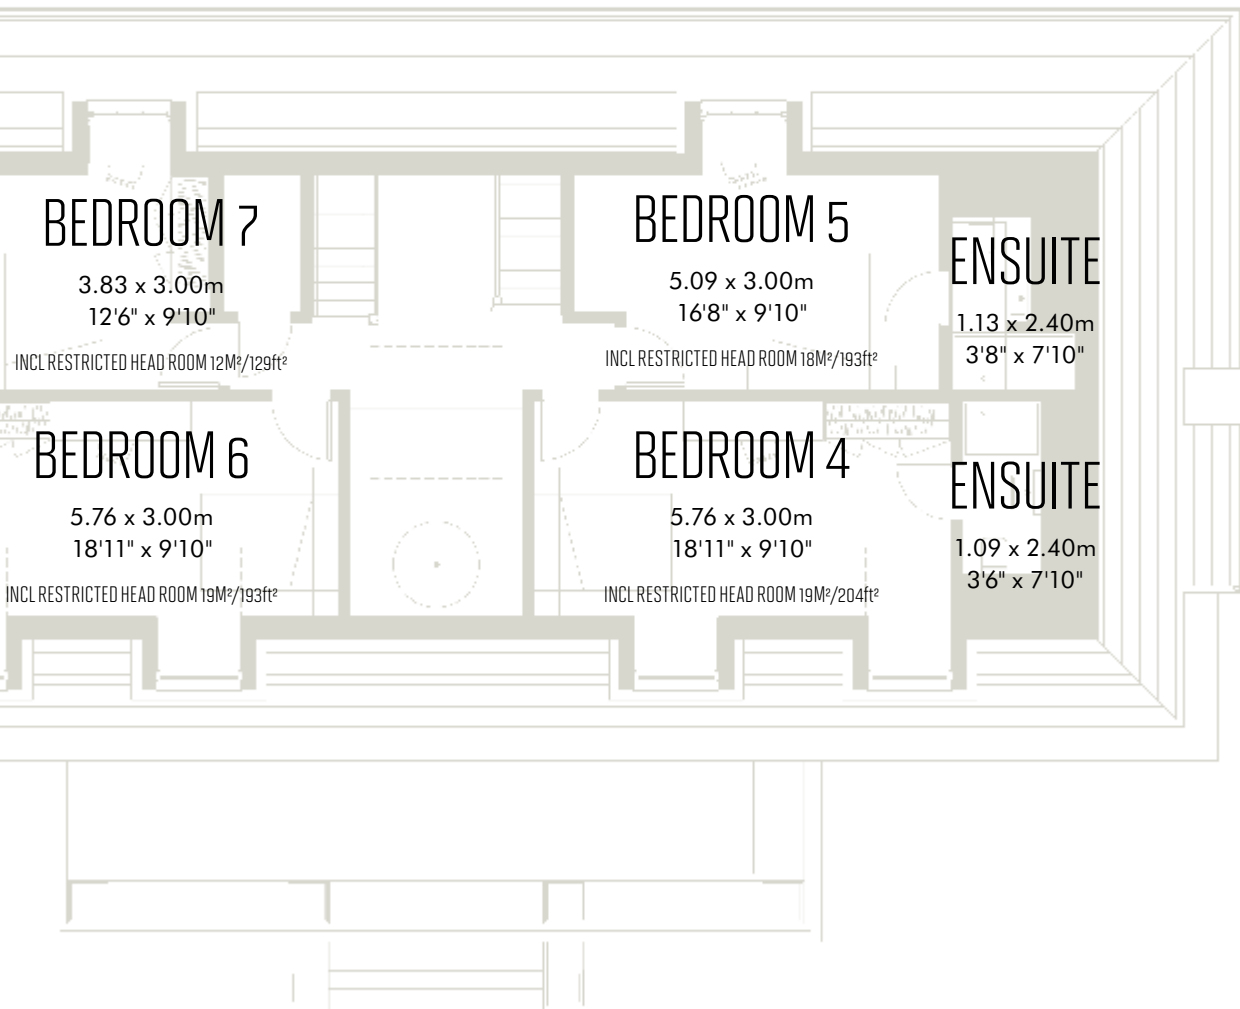 BEDROOM 7
3.83 x 3.00m
12'6" x 9'10"
INCL RESTRICTED HEAD ROOM 12M²/129ft²
BEDROOM 5
5.09 x 3.00m
16'8" x 9'10"
INCL RESTRICTED HEAD ROOM 18M²/193ft²
ENSUITE
1.13 x 2.40m
3'8" x 7'10"
BEDROOM 6
5.76 x 3.00m
18'11" x 9'10"
INCL RESTRICTED HEAD ROOM 19M²/193ft²
BEDROOM 4
5.76 x 3.00m
18'11" x 9'10"
INCL RESTRICTED HEAD ROOM 19M²/204ft²
ENSUITE
1.09 x 2.40m
3'6" x 7'10"